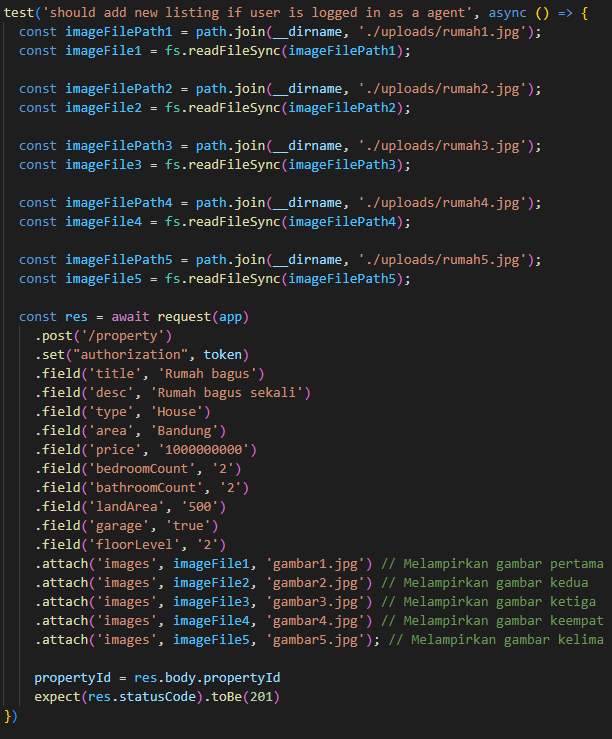 test('should add new listing if user is logged in as a agent', async () => {
const imageFilePath1 = path.join(__dirname, './uploads/rumah1.jpg');
const imageFile1 = fs.readFileSync(imageFilePath1);
const imageFilePath2 = path.join(__dirname, './uploads/rumah2.jpg');
const imageFile2 = fs.readFileSync(imageFilePath2);
const imageFilePath3 = path.join(__dirname, './uploads/rumah3.jpg');
const imageFile3 = fs.readFileSync(imageFilePath3);
const imageFilePath4 = path.join(__dirname, './uploads/rumah4.jpg');
const imageFile4 = fs.readFileSync(imageFilePath4);
const imageFilePath5 = path.join(__dirname, './uploads/rumah5.jpg');
const imageFile5 = fs.readFileSync(imageFilePath5);
const res = await request(app)
.post('/property')
.set("authorization", token)
.field('title', 'Rumah bagus')
.field('desc', 'Rumah bagus sekali')
.field('type', 'House')
.field('area', 'Bandung')
.field('price', '1000000000')
.field('bedroomCount', '2')
.field('bathroomCount', '2')
.field('landArea', '500')
.field('garage', 'true')
.field('floorLevel', '2')
.attach('images', imageFile1, 'gambar1.jpg') // Melampirkan gambar pertama
.attach('images', imageFile2, 'gambar2.jpg') // Melampirkan gambar kedua
.attach('images', imageFile3, 'gambar3.jpg') // Melampirkan gambar ketiga
.attach('images', imageFile4, 'gambar4.jpg') // Melampirkan gambar keempat
.attach('images', imageFile5, 'gambar5.jpg'); // Melampirkan gambar kelima
propertyId = res.body.propertyId
expect(res.statusCode).toBe(201)
})